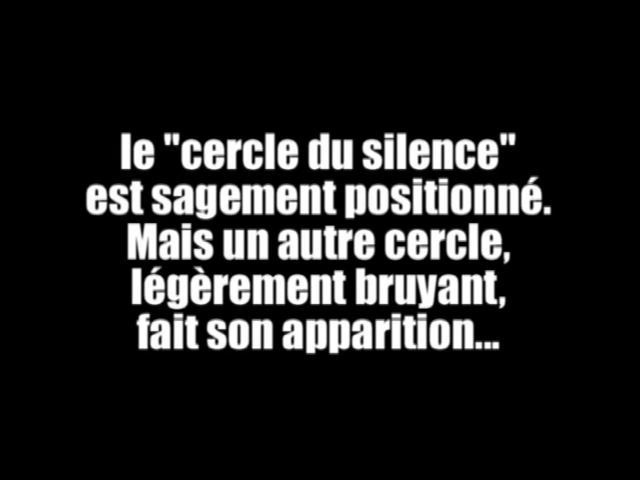 le "cercle du silence"
est sagement positionné.
Mais un autre cercle,
légèrement bruyant,
fait son apparition...